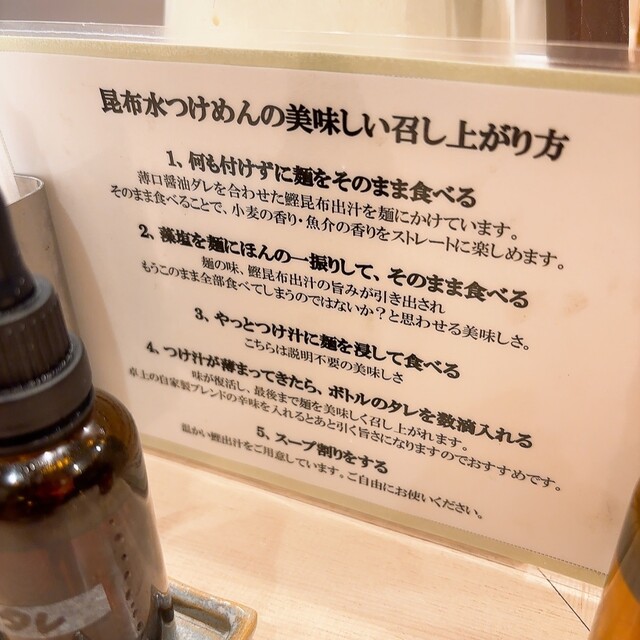 昆布水つけめんの美味しい召し上がり方
1、何も付けずに麺をそのまま食べる
薄口醤油ダレを合わせた鰹昆布出汁を麺にかけています。
そのまま食べることで、小麦の香り・魚介の香りをストレートに楽しめます。
2、藻塩を麺にほんの一振りして、そのまま食べる
麺の味、鰹昆布出汁の旨みが引き出され
もうこのまま全部食べてしまうのではないか？と思わせる美味しさ。
3、やっとつけ汁に麺を浸して食べる
こちらは説明不要の美味しさ
4、つけ汁が薄まってきたら、ボトルのタレを数滴入れる
味が復活し、最後まで麺を美味しく召し上がれます。
卓上の自家製ブレンドの辛味を入れるとあと引く旨さになりますのでおすすめです。
5、スープ割りをする
温かい鰹出汁をご用意しています。ご自由にお使いください。